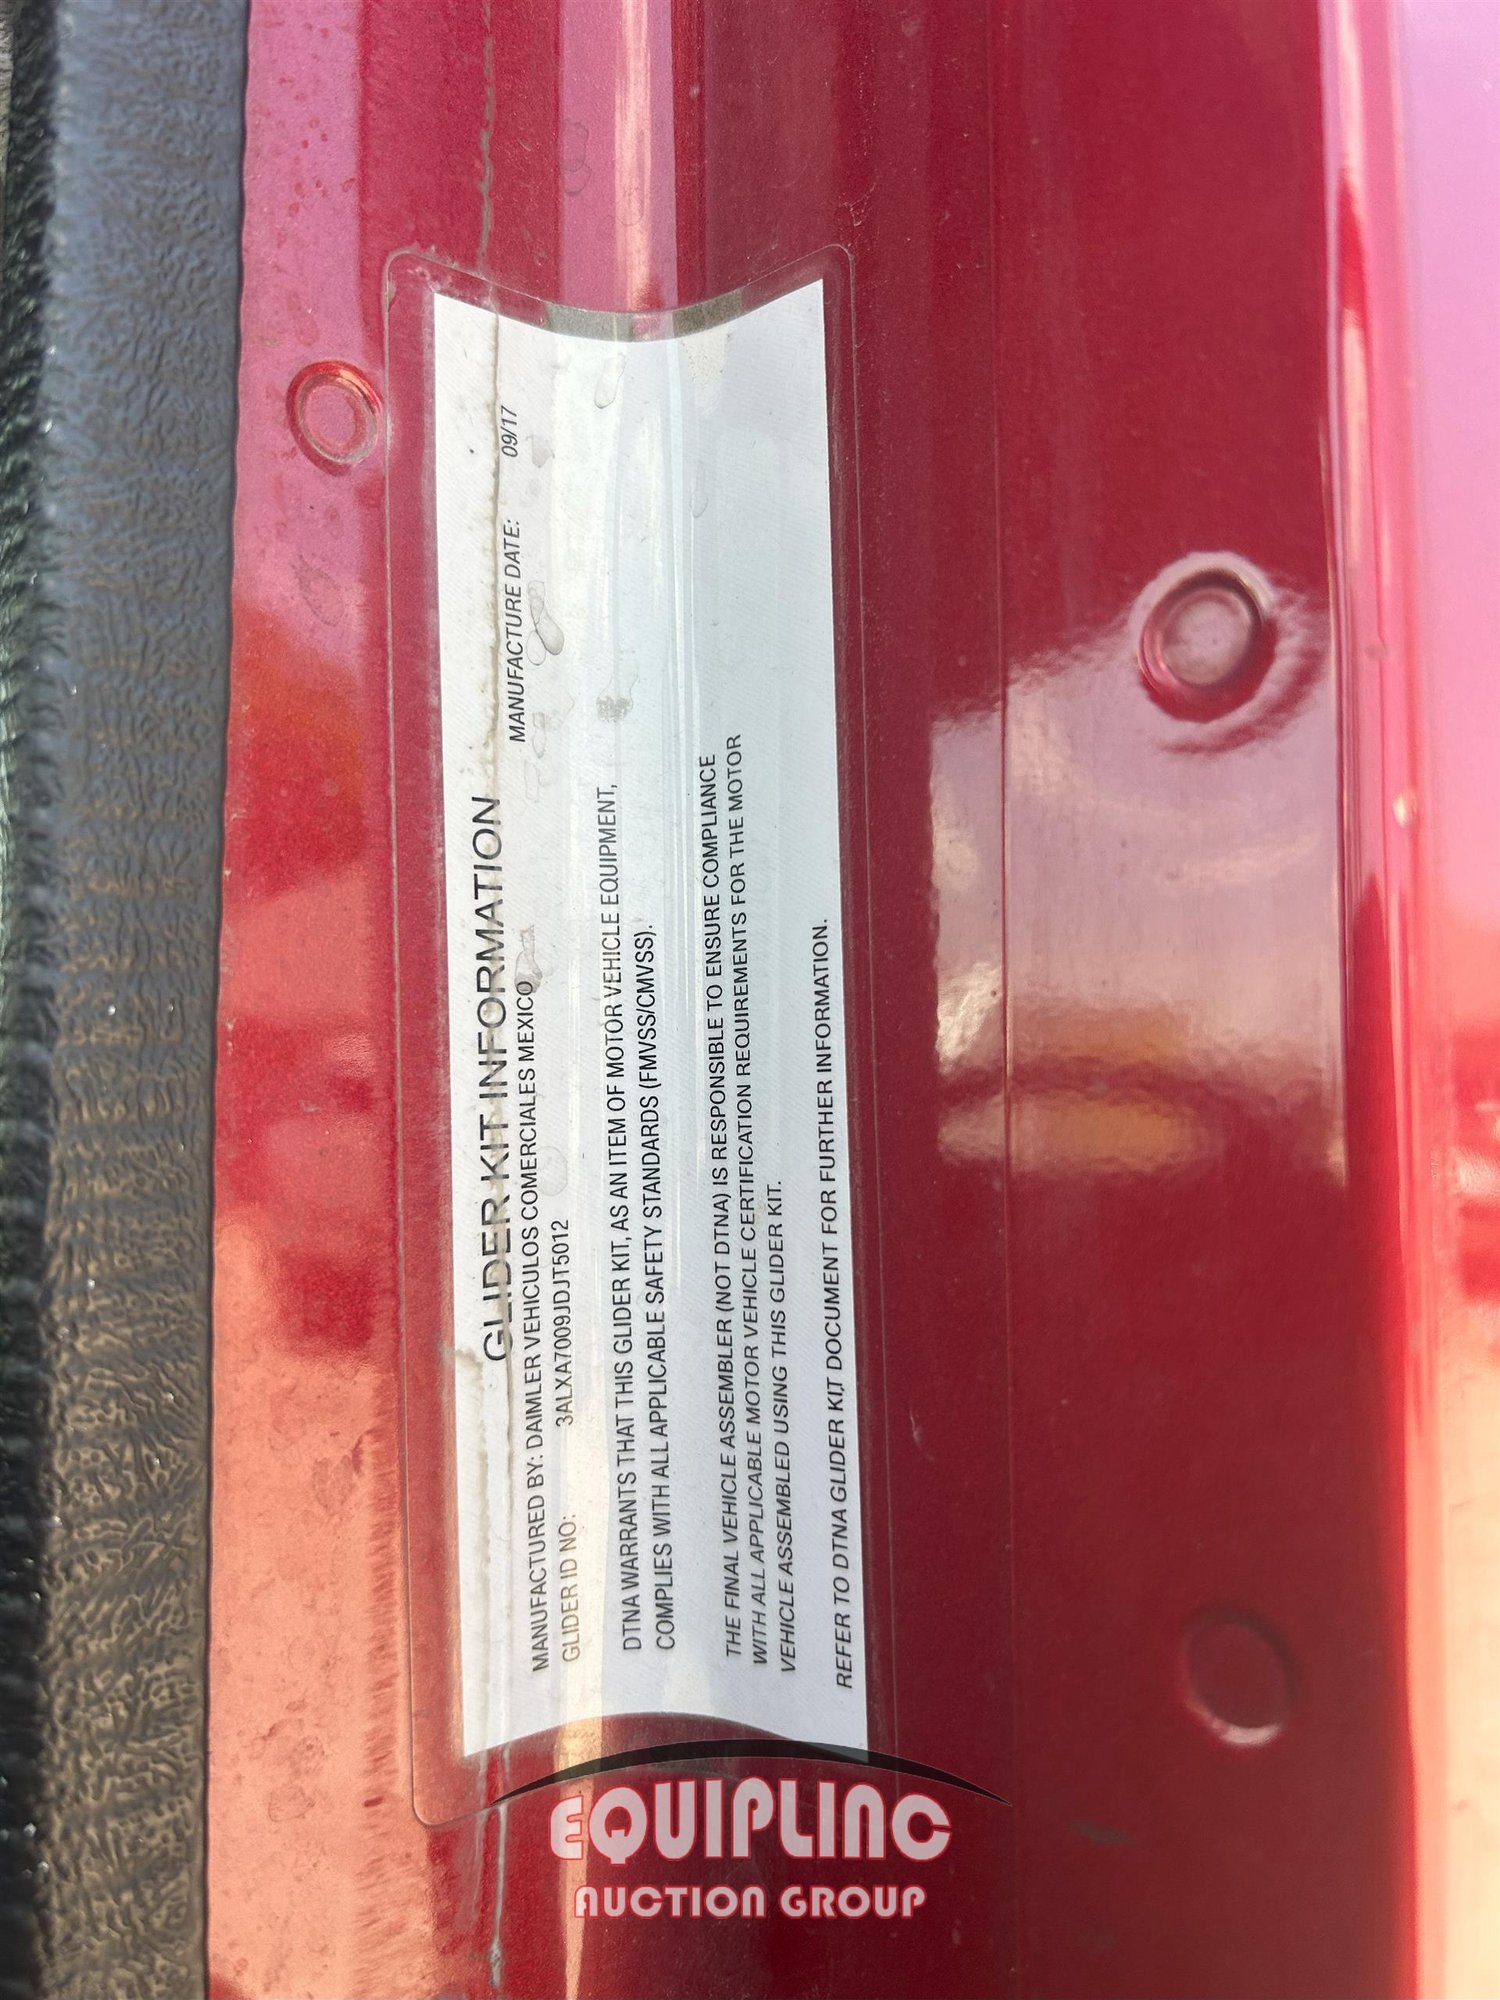 GLIDER KIT INFORMATION
MANUFACTURED BY: DAIMLER VEHICULOS COMERCIALES MEXICO MANUFACTURE DATE: 09/17
GLIDER ID NO: 3ALXA7009JDJT5012
DTNA WARRANTS THAT THIS GLIDER KIT, AS AN ITEM OF MOTOR VEHICLE EQUIPMENT,
COMPLIES WITH ALL APPLICABLE SAFETY STANDARDS (FMVSS/CMVSS).
THE FINAL VEHICLE ASSEMBLER (NOT DTNA) IS RESPONSIBLE TO ENSURE COMPLIANCE
WITH ALL APPLICABLE MOTOR VEHICLE CERTIFICATION REQUIREMENTS FOR THE MOTOR
VEHICLE ASSEMBLED USING THIS GLIDER KIT.
REFER TO DTNA GLIDER KIT DOCUMENT FOR FURTHER INFORMATION.
EQUIPLINC
AUCTION GROUP